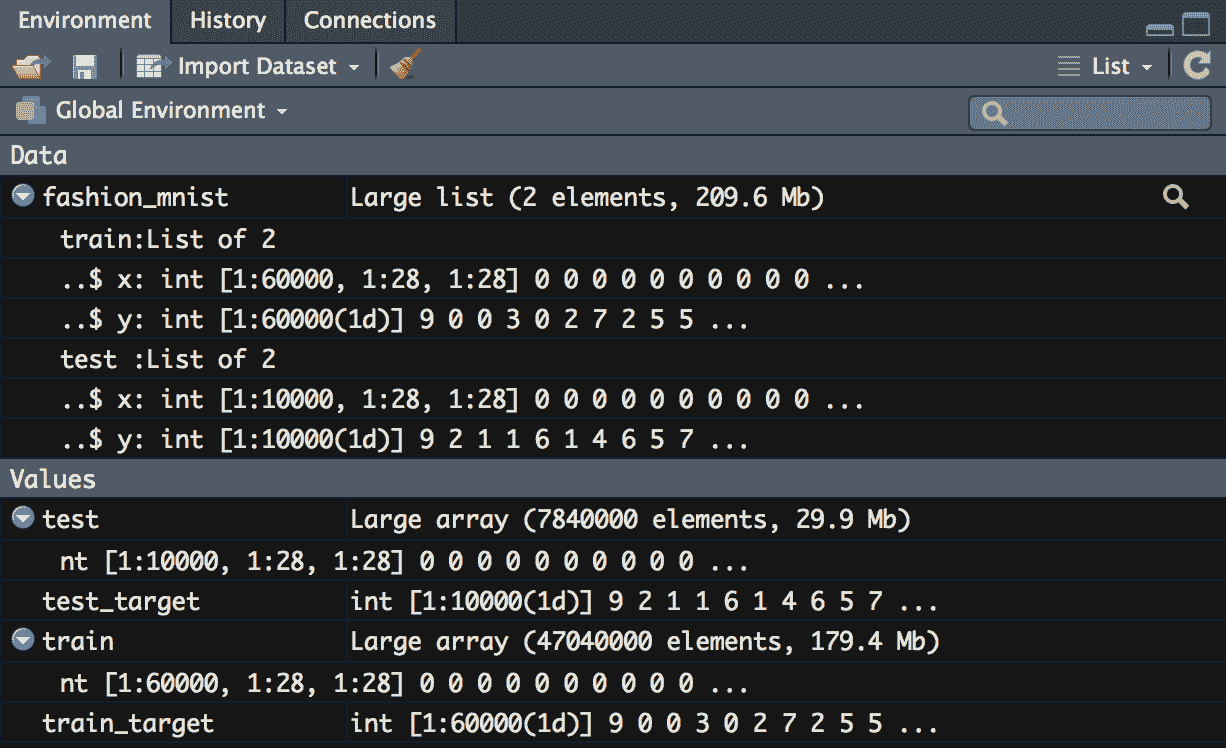 Environment History Connections
Import Dataset List
Global Environment
Data
fashion_mnist Large list (2 elements, 209.6 Mb)
train:List of 2
..$ x: int [1:60000, 1:28, 1:28] 0 0 0 0 0 0 0 0 0 0 ...
..$ y: int [1:60000(1d)] 9 0 0 3 0 2 7 2 5 5 ...
test :List of 2
..$ x: int [1:10000, 1:28, 1:28] 0 0 0 0 0 0 0 0 0 0 ...
..$ y: int [1:10000(1d)] 9 2 1 1 6 1 4 6 5 7 ...
Values
test Large array (7840000 elements, 29.9 Mb)
nt [1:10000, 1:28, 1:28] 0 0 0 0 0 0 0 0 0 0 ...
test_target int [1:10000(1d)] 9 2 1 1 6 1 4 6 5 7 ...
train Large array (47040000 elements, 179.4 Mb)
nt [1:60000, 1:28, 1:28] 0 0 0 0 0 0 0 0 0 0 ...
train_target int [1:60000(1d)] 9 0 0 3 0 2 7 2 5 5 ...